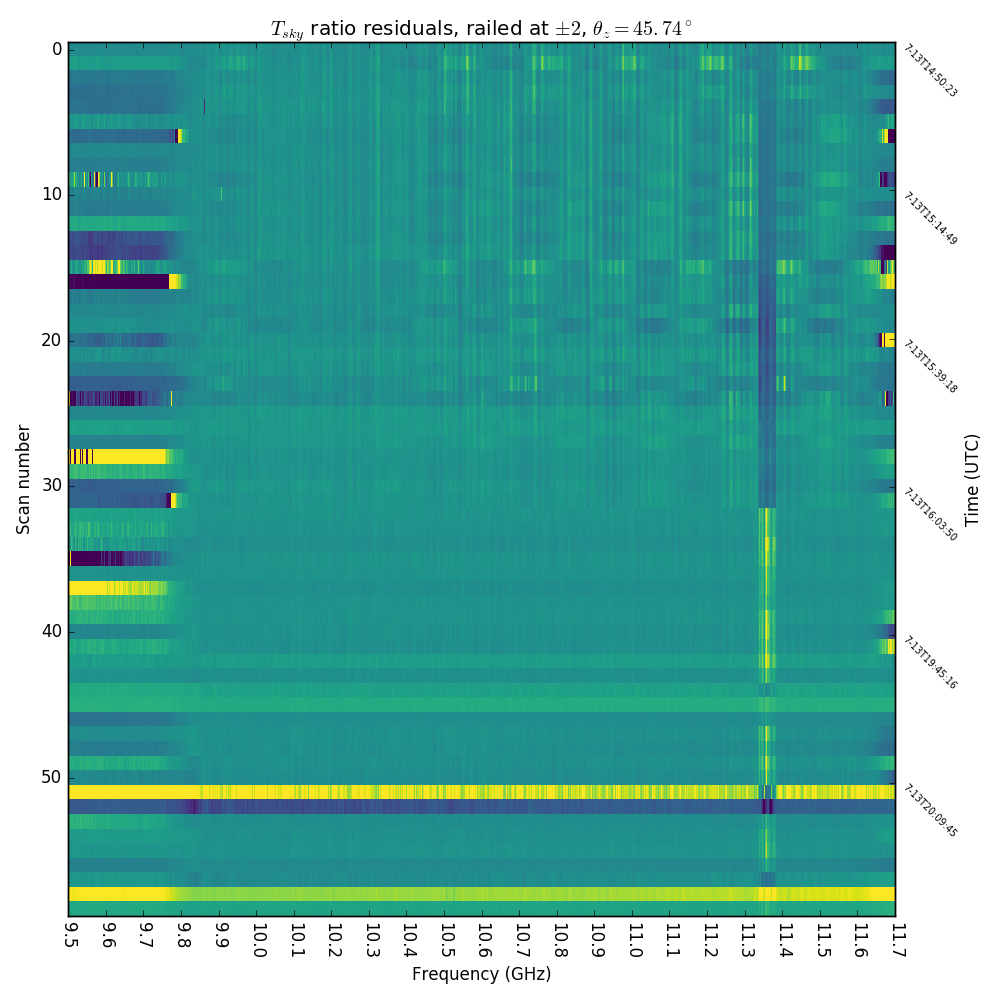 T_sky ratio residuals, railed at ±2, θ_z = 45.74°
0
10
20
30
40
50
Scan number
7-13T14:50:23
7-13T15:14:49
7-13T15:39:18
7-13T16:03:50
7-13T19:45:16
7-13T20:09:45
Time (UTC)
9.5 9.6 9.7 9.8 9.9 10.0 10.1 10.2 10.3 10.4 10.5 10.6 10.7 10.8 10.9 11.0 11.1 11.2 11.3 11.4 11.5 11.6 11.7
Frequency (GHz)